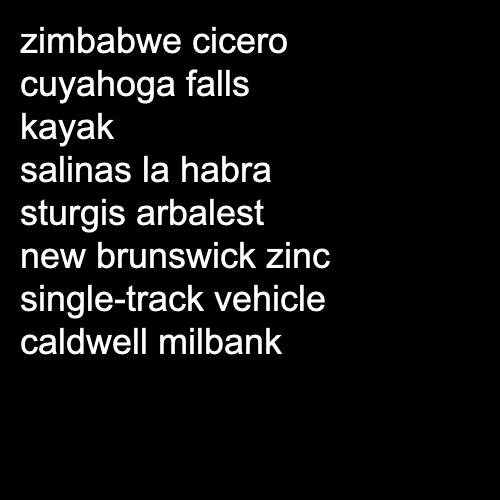 zimbabwe cicero
cuyahoga falls
kayak
salinas la habra
sturgis arbalest
new brunswick zinc
single-track vehicle
caldwell milbank